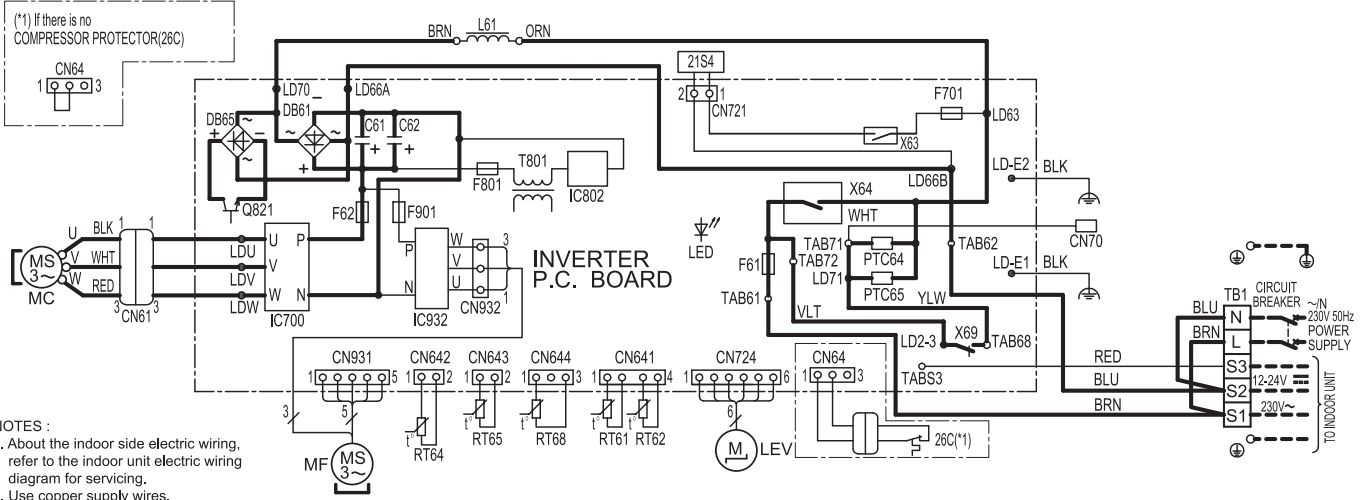 (*1) If there is no
COMPRESSOR PROTECTOR(26C)
CN64
1 3
BRN L61 ORN
21S4
2 1
CN721
F701
LD63
X63
LD70
LD66A
DB65
DB61
C61
C62
+ - ~ ~
- ~ ~ +
+ +
Q821
F801
T801
IC802
F62
F901
LD66B
LD-E2 BLK
X64
WHT
CN70
TAB71
TAB72
PTC64
TAB62
LED
F61
LD71
PTC65
LD-E1 BLK
TAB61
VLT
YLW
X69
LD2-3
TAB68
TABS3
U BLK 1 1
V WHT
W RED 3 3
MS
3~
MC
CN61
LDU
LDV
LDW
U P
V
W N
IC700
P W 3
V
N U 1
IC932
CN932
INVERTER
P.C. BOARD
CN931
1 5
CN642
1 2
CN643
1 2
CN644
1 3
CN641
1 4
CN724
1 6
CN64
1 3
3
5
6
t° RT64
t° RT65
t° RT68
t° RT61
t° RT62
MF
MS
3~
M
LEV
26C(*1)
RED
BLU
BRN
BLU
BRN
TB1
N
L
S3
S2
S1
CIRCUIT
BREAKER
~/N
230V 50Hz
POWER
SUPPLY
12-24V
230V~
TO INDOOR UNIT
NOTES :
. About the indoor side electric wiring,
refer to the indoor unit electric wiring
diagram for servicing.
. Use copper supply wires.